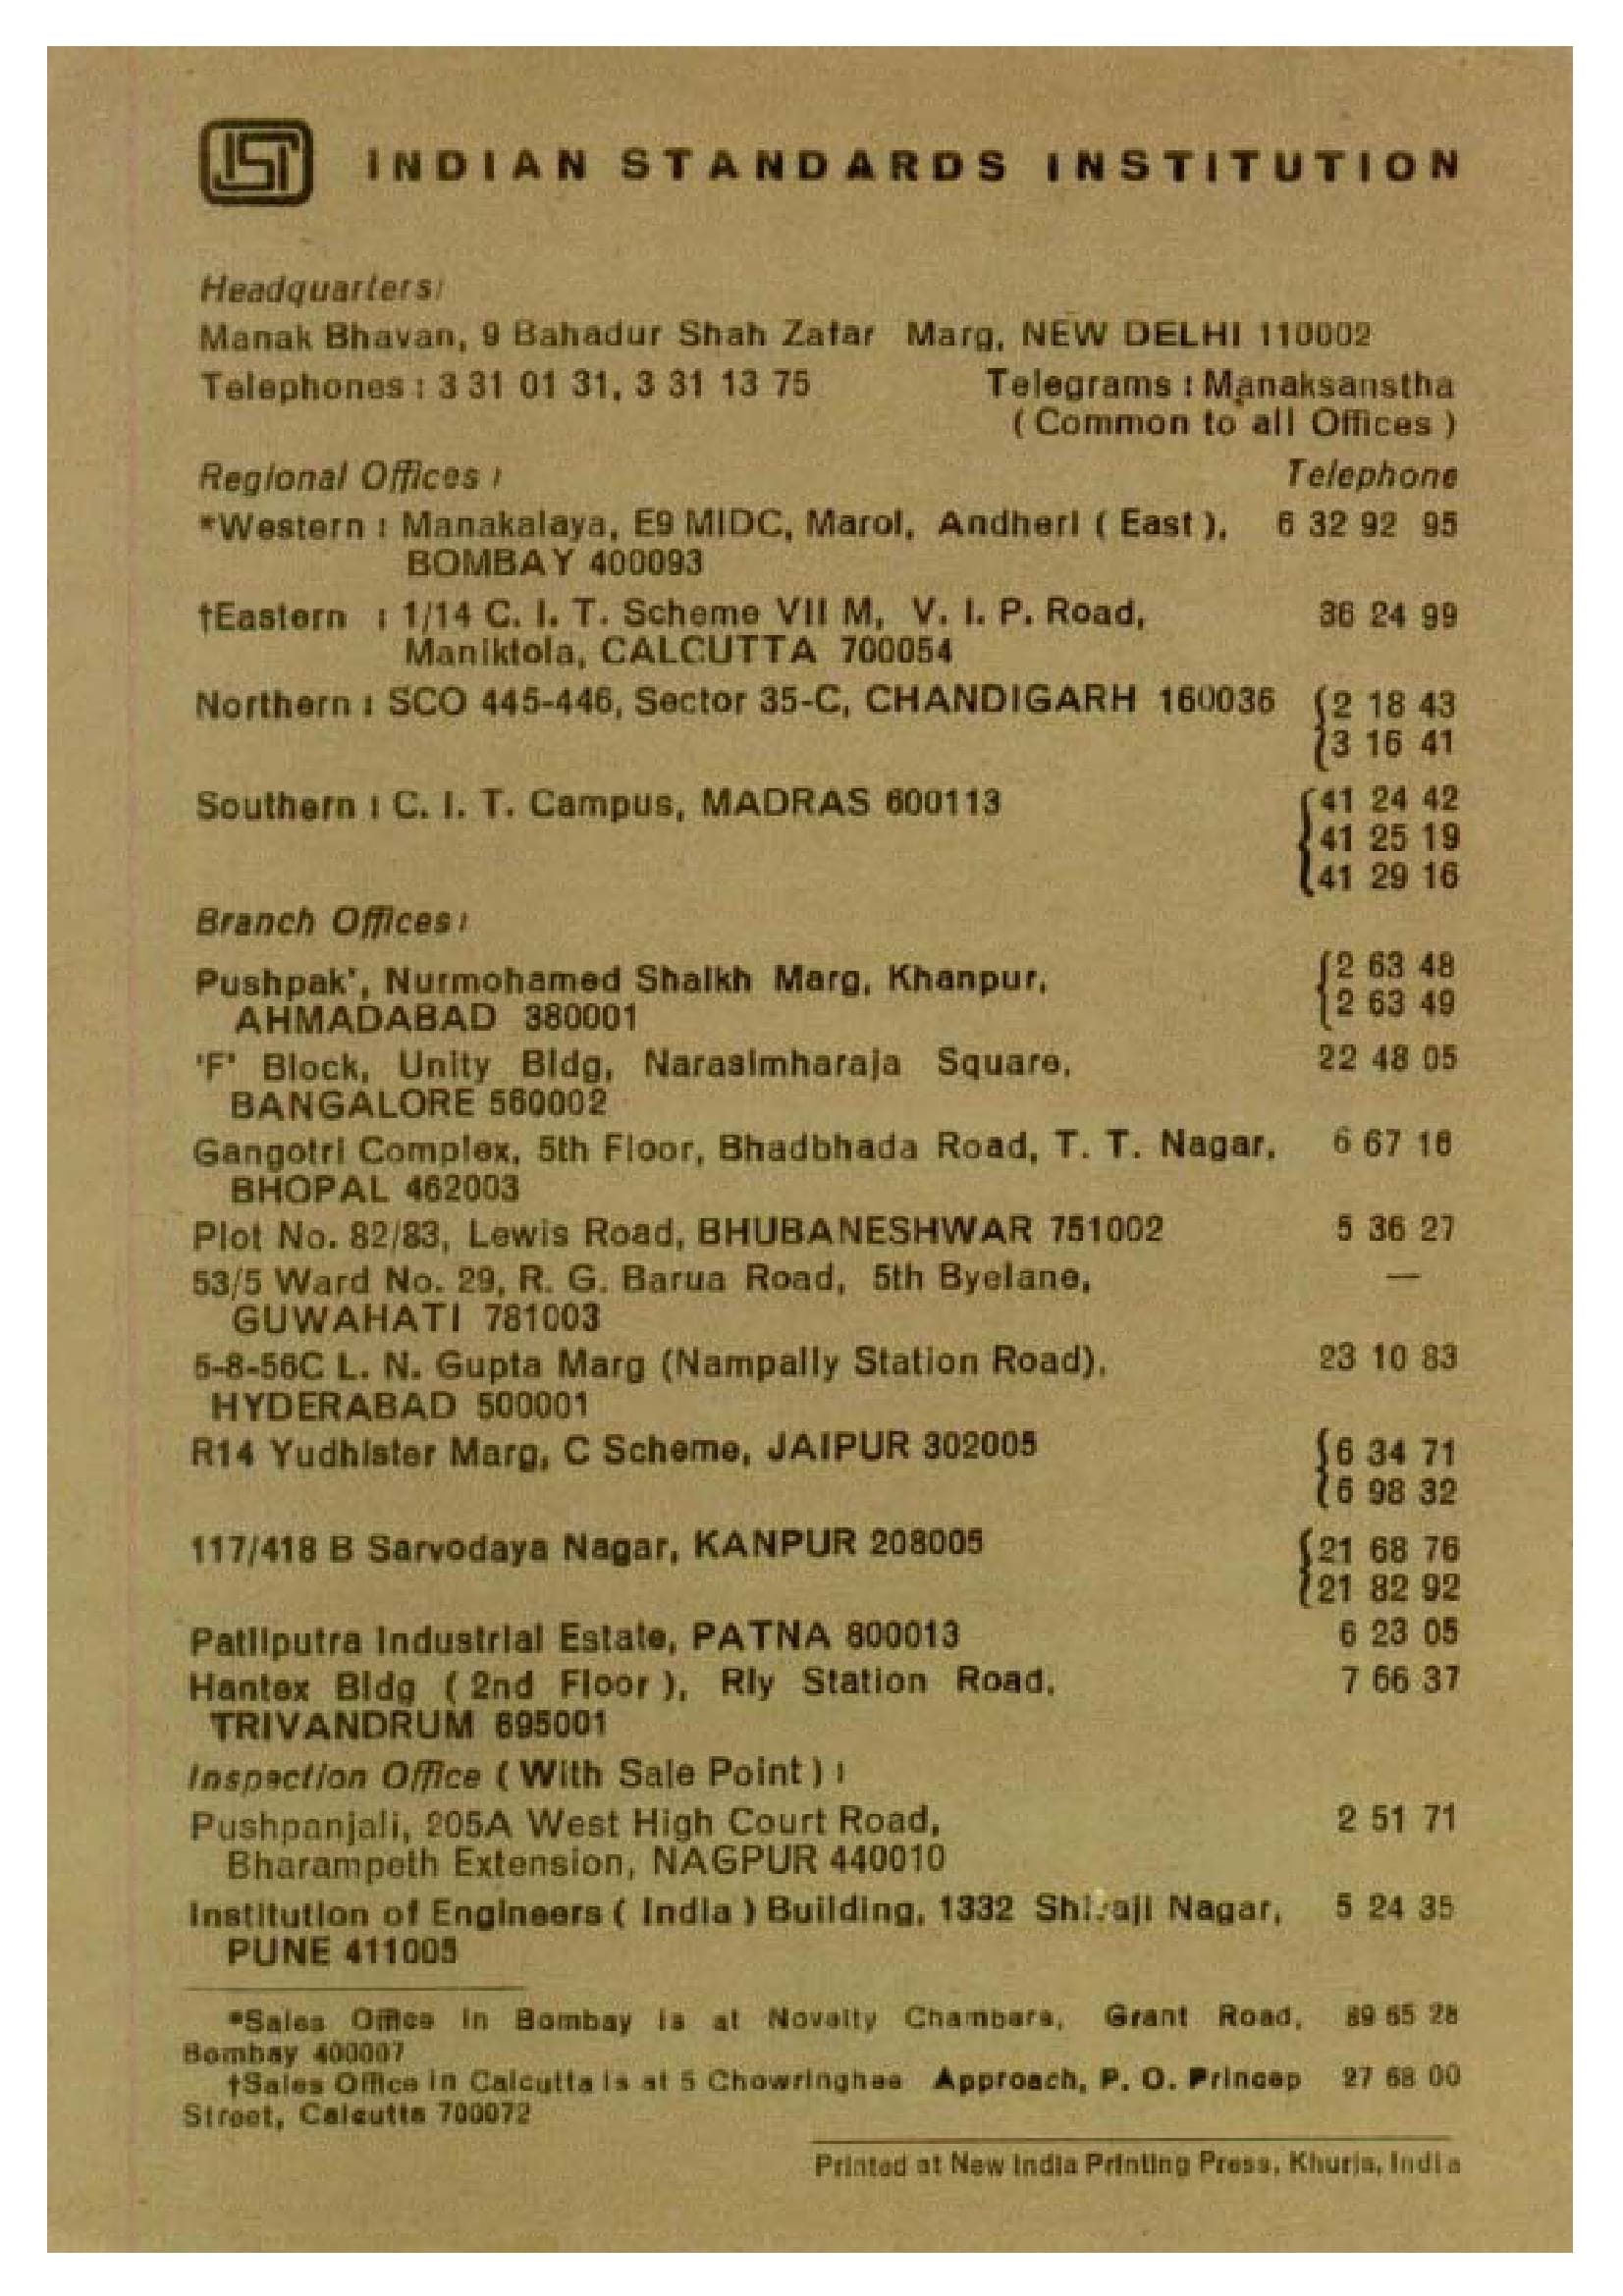 ISI INDIAN STANDARDS INSTITUTION
Headquarters:
Manak Bhavan, 9 Bahadur Shah Zafar Marg, NEW DELHI 110002
Telephones : 3 31 01 31, 3 31 13 75 Telegrams : Manaksanstha
( Common to all Offices )
Regional Offices : Telephone
*Western : Manakalaya, E9 MIDC, Marol, Andheri ( East ), 6 32 92 95
BOMBAY 400093
†Eastern : 1/14 C. I. T. Scheme VII M, V. I. P. Road, 36 24 99
Maniktola, CALCUTTA 700054
Northern : SCO 445-446, Sector 35-C, CHANDIGARH 160036 2 18 43
3 16 41
Southern : C. I. T. Campus, MADRAS 600113 41 24 42
41 25 19
41 29 16
Branch Offices:
Pushpak', Nurmohamed Shaikh Marg, Khanpur, 2 63 48
AHMADABAD 380001 2 63 49
'F' Block, Unity Bldg, Narasimharaja Square, 22 48 05
BANGALORE 560002
Gangotri Complex, 5th Floor, Bhadbhada Road, T. T. Nagar, 6 67 16
BHOPAL 462003
Plot No. 82/83, Lewis Road, BHUBANESHWAR 751002 5 36 27
53/5 Ward No. 29, R. G. Barua Road, 5th Byelane, —
GUWAHATI 781003
5-8-56C L. N. Gupta Marg (Nampally Station Road), 23 10 83
HYDERABAD 500001
R14 Yudhister Marg, C Scheme, JAIPUR 302005 6 34 71
6 98 32
117/418 B Sarvodaya Nagar, KANPUR 208005 21 68 76
21 82 92
Patliputra Industrial Estate, PATNA 800013 6 23 05
Hantex Bldg ( 2nd Floor ), Rly Station Road, 7 66 37
TRIVANDRUM 695001
Inspection Office ( With Sale Point ) :
Pushpanjali, 205A West High Court Road, 2 51 71
Bharampeth Extension, NAGPUR 440010
Institution of Engineers ( India ) Building, 1332 Shivaji Nagar, 5 24 35
PUNE 411005
*Sales Office in Bombay is at Novelty Chambers, Grant Road, 89 65 28
Bombay 400007
†Sales Office in Calcutta is at 5 Chowringhee Approach, P. O. Princep 27 68 00
Street, Calcutta 700072
Printed at New India Printing Press, Khurja, India